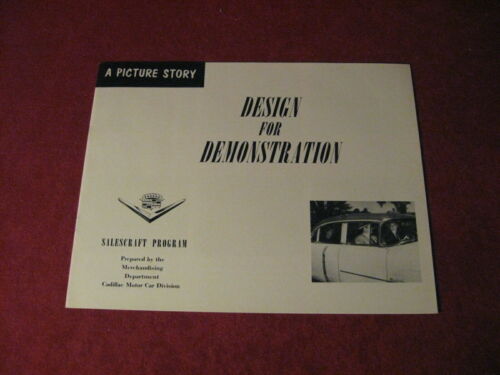 A PICTURE STORY
DESIGN
FOR
DEMONSTRATION
SALESCRAFT PROGRAM
Prepared by the
Merchandising
Department
Cadillac Motor Car Division